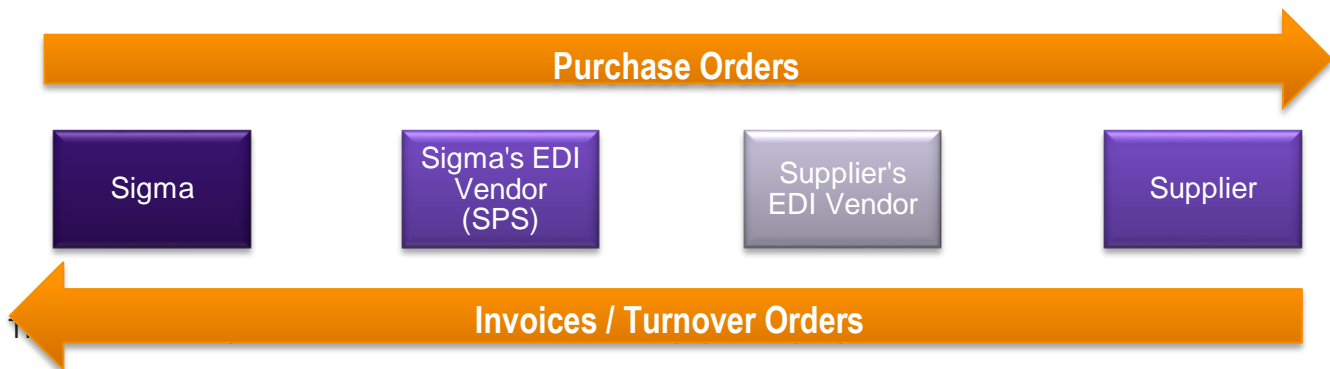 Purchase Orders
Sigma
Sigma's EDI
Vendor
(SPS)
Supplier's
EDI Vendor
Supplier
Invoices / Turnover Orders